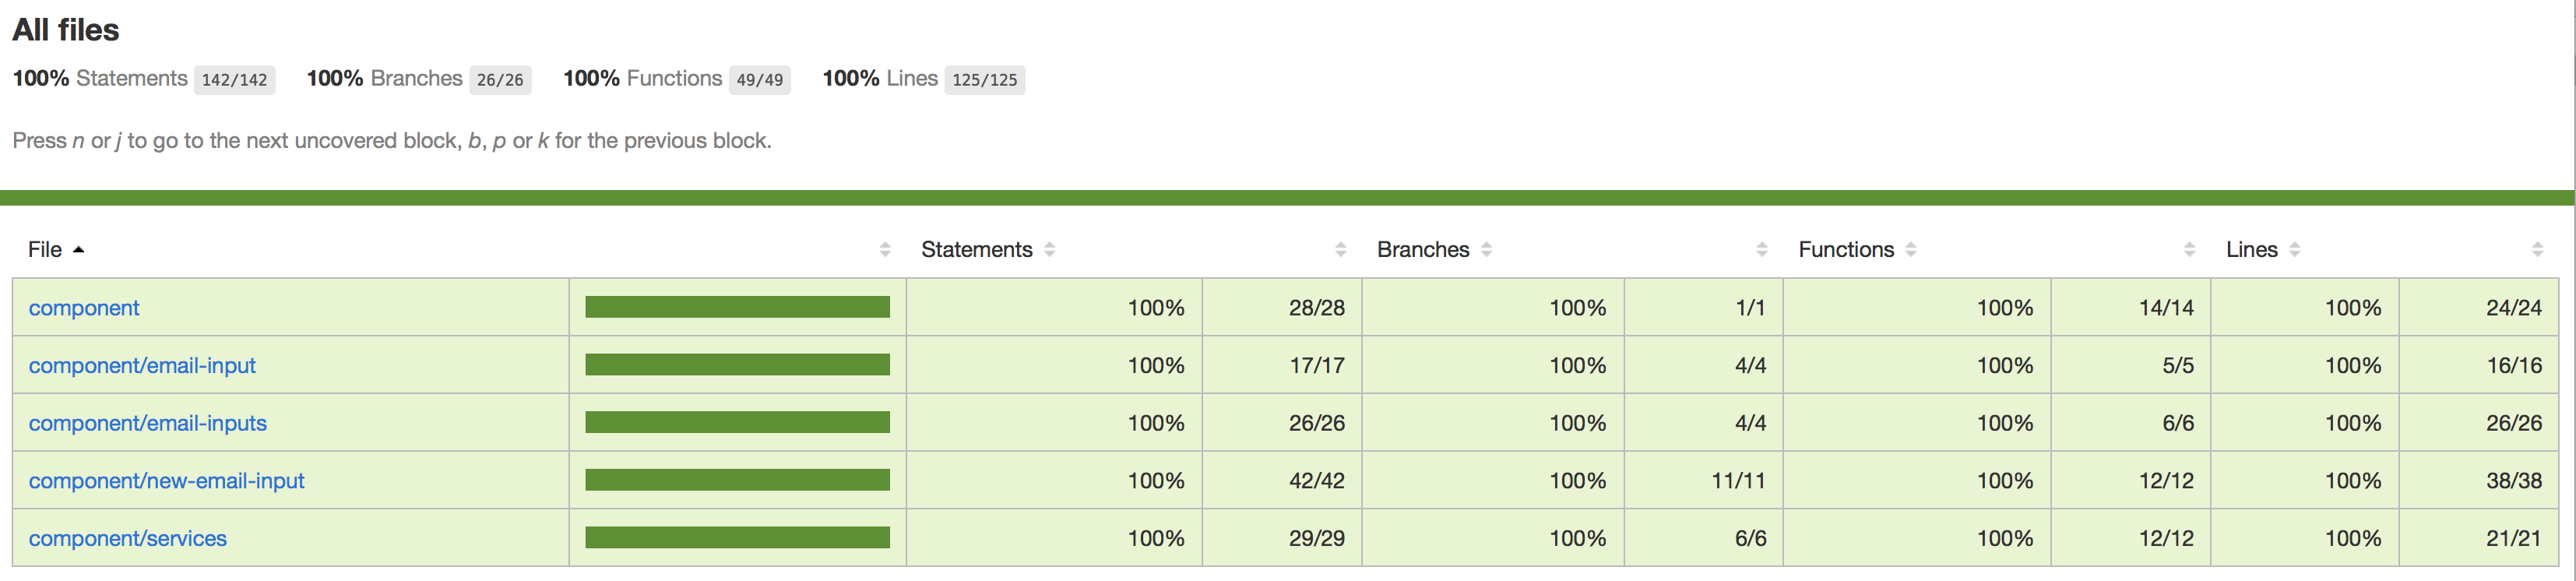 All files
100% Statements 142/142 100% Branches 26/26 100% Functions 49/49 100% Lines 125/125
Press n or j to go to the next uncovered block, b, p or k for the previous block.
File Statements Branches Functions Lines
component 100% 28/28 100% 1/1 100% 14/14 100% 24/24
component/email-input 100% 17/17 100% 4/4 100% 5/5 100% 16/16
component/email-inputs 100% 26/26 100% 4/4 100% 6/6 100% 26/26
component/new-email-input 100% 42/42 100% 11/11 100% 12/12 100% 38/38
component/services 100% 29/29 100% 6/6 100% 12/12 100% 21/21